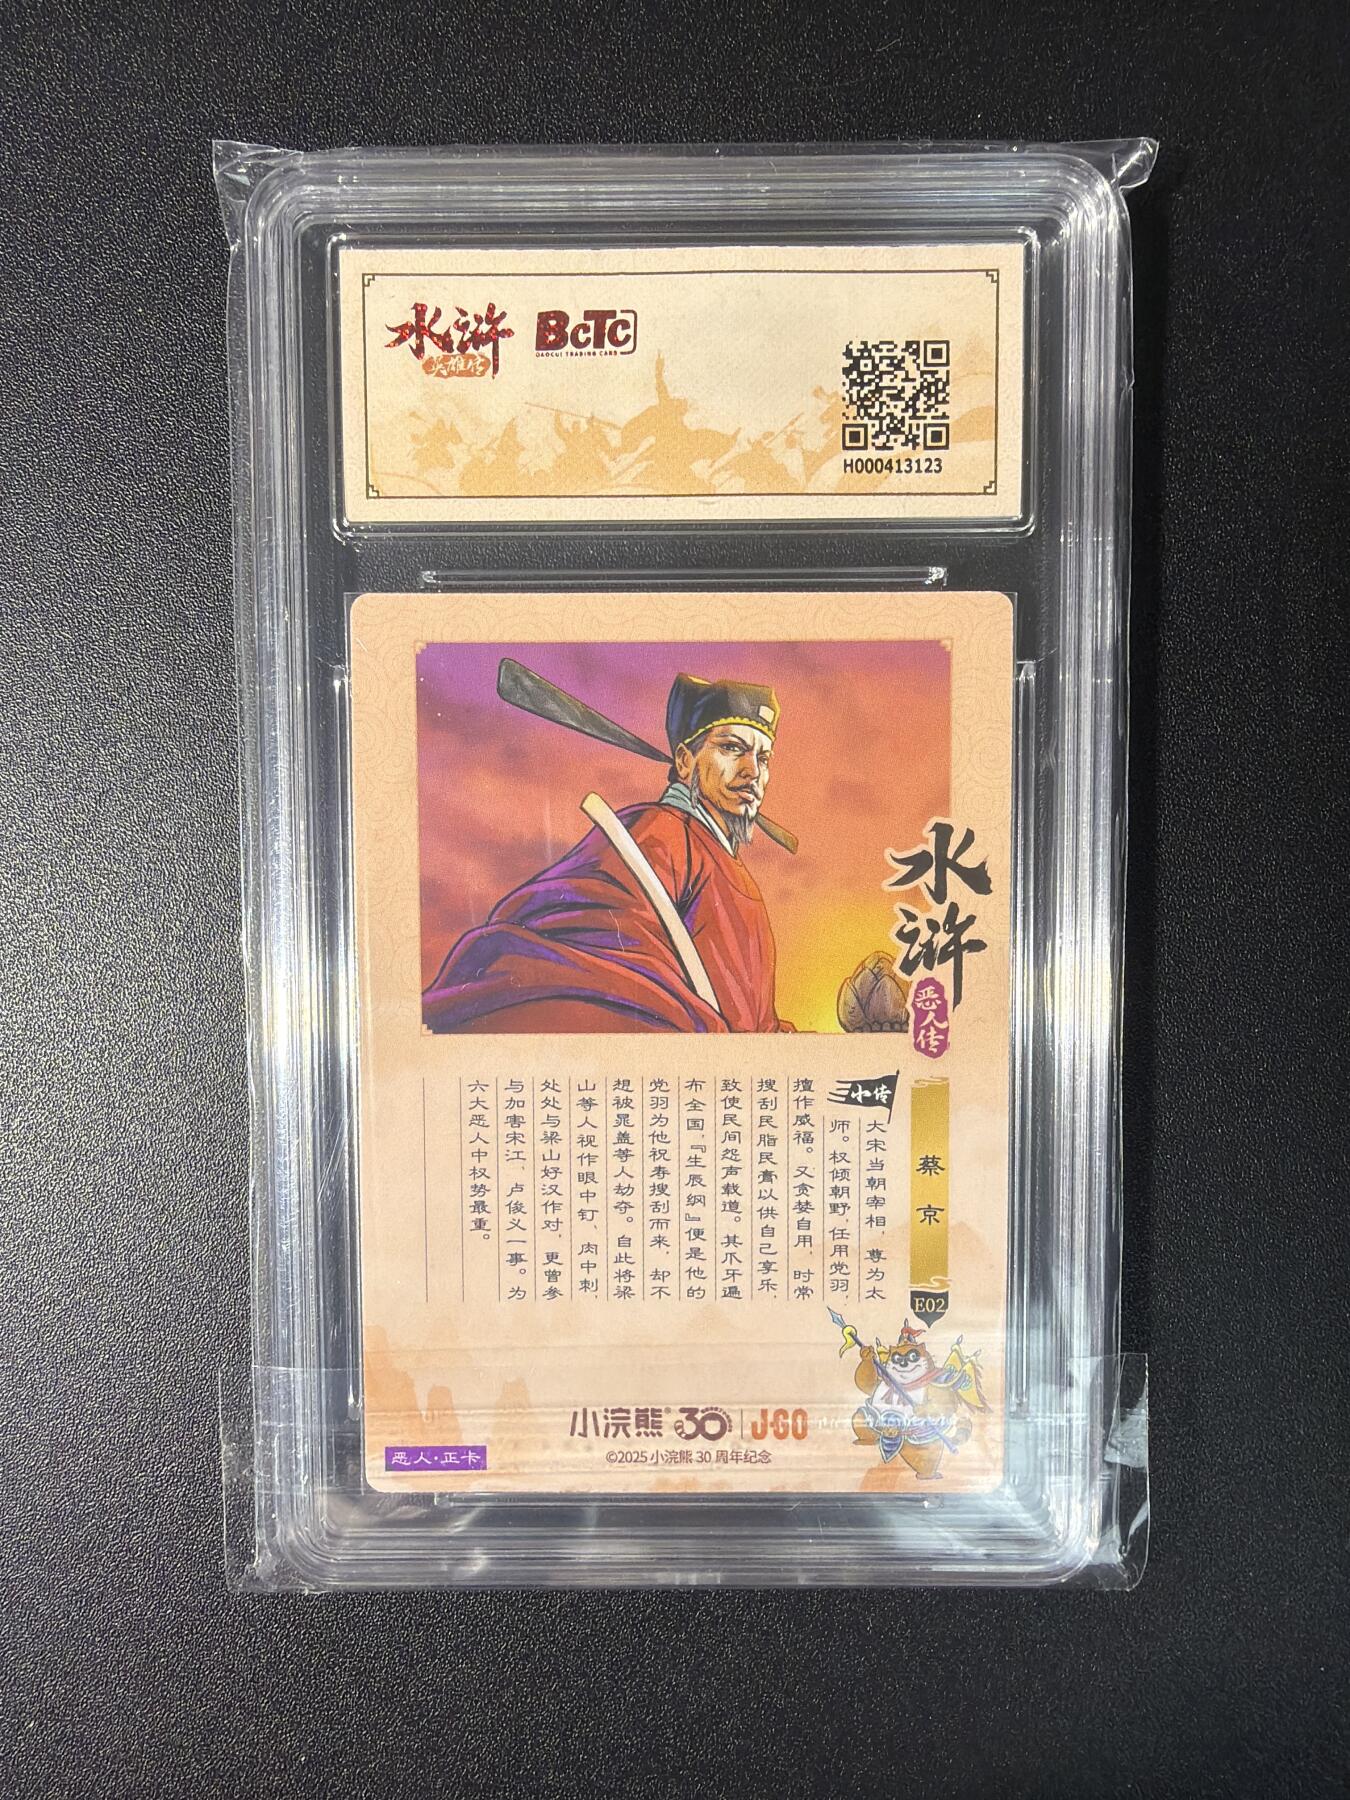 水浒
英雄传
BCTC
DAOCUI TRADING CARD
H000413123
水浒
恶人传
蔡京
E02
小传
大宋当朝宰相，尊为太
师。权倾朝野，任用党羽，
擅作威福。又贪婪自用，时常
搜刮民脂民膏以供自己享乐，
致使民间怨声载道。其爪牙遍
布全国，『生辰纲』便是他的
党羽为他祝寿搜刮而来，却不
想被晁盖等人劫夺。自此将梁
山等人视作眼中钉，肉中刺，
处处与梁山好汉作对，更曾参
与加害宋江，卢俊义一事。为
六大恶人中权势最重。
小浣熊® 30 | J·GO
©2025 小浣熊 30 周年纪念
恶人·正卡